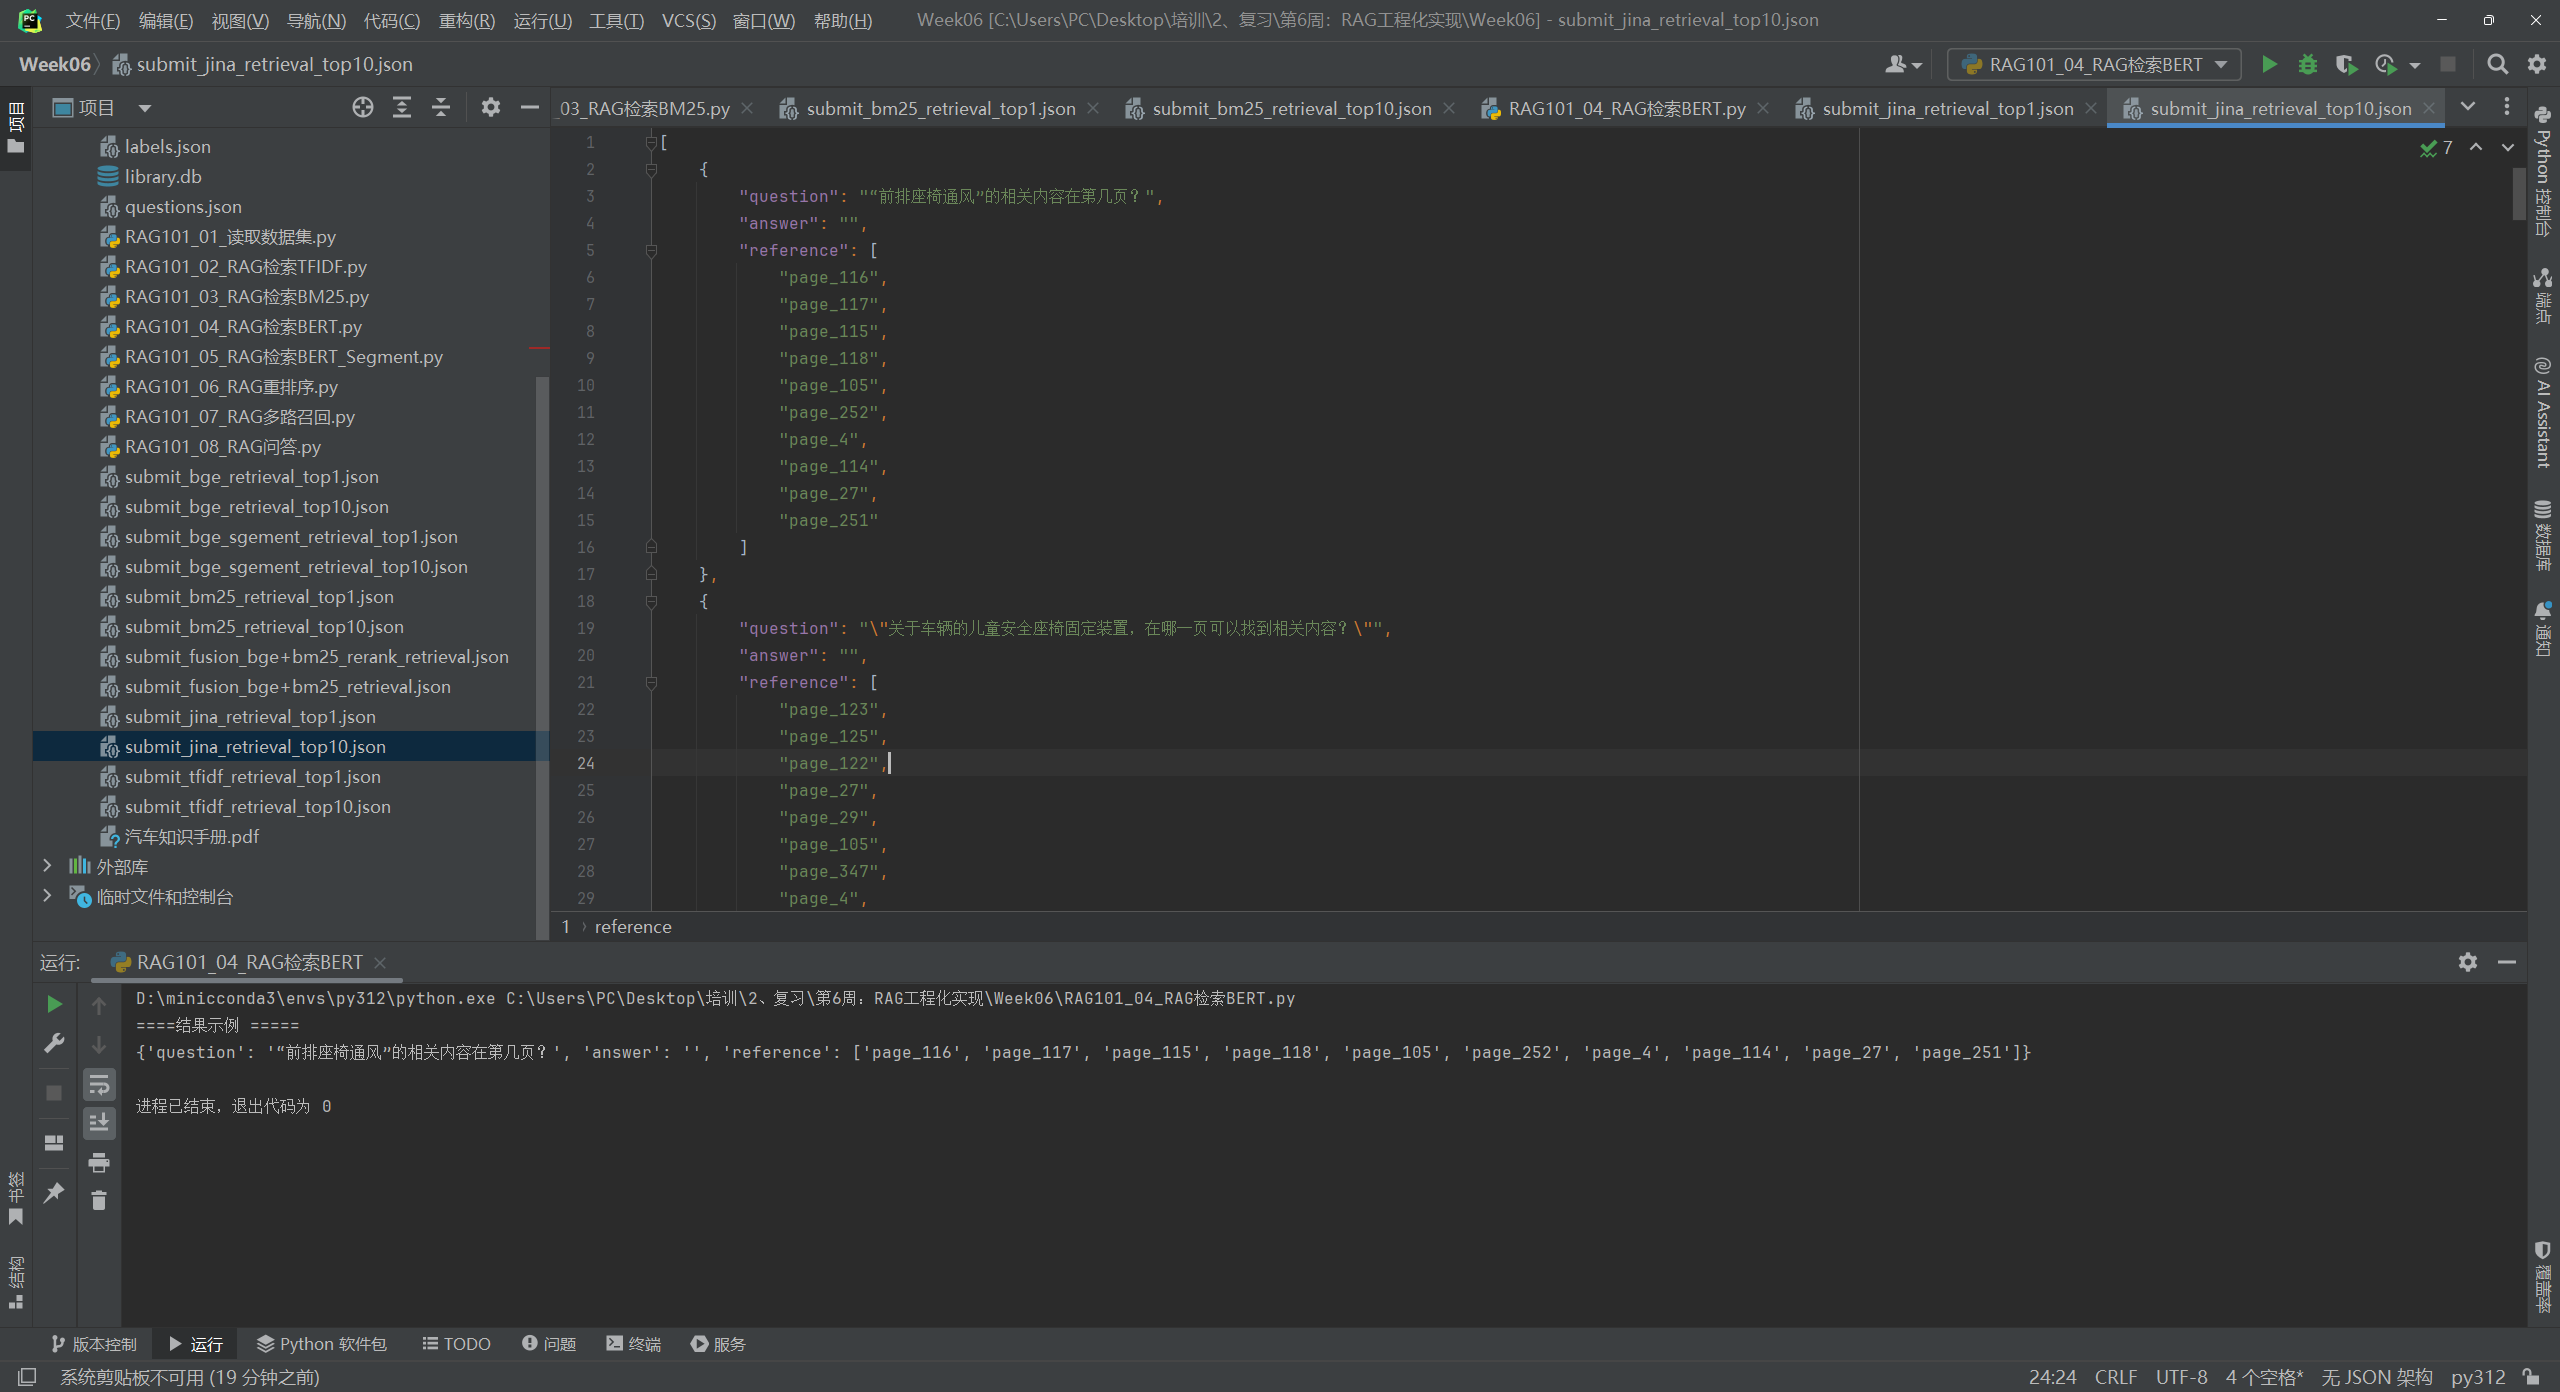 文件(F) 编辑(E) 视图(V) 导航(N) 代码(C) 重构(R) 运行(U) 工具(T) VCS(S) 窗口(W) 帮助(H) Week06 [C:\Users\PC\Desktop\培训\2、复习\第6周：RAG工程化实现\Week06] - submit_jina_retrieval_top10.json
Week06 submit_jina_retrieval_top10.json RAG101_04_RAG检索BERT
项目 _03_RAG检索BM25.py submit_bm25_retrieval_top1.json submit_bm25_retrieval_top10.json RAG101_04_RAG检索BERT.py submit_jina_retrieval_top1.json submit_jina_retrieval_top10.json
项目
labels.json
library.db
questions.json
RAG101_01_读取数据集.py
RAG101_02_RAG检索TFIDF.py
RAG101_03_RAG检索BM25.py
RAG101_04_RAG检索BERT.py
RAG101_05_RAG检索BERT_Segment.py
RAG101_06_RAG重排序.py
RAG101_07_RAG多路召回.py
RAG101_08_RAG问答.py
submit_bge_retrieval_top1.json
submit_bge_retrieval_top10.json
submit_bge_sgement_retrieval_top1.json
submit_bge_sgement_retrieval_top10.json
submit_bm25_retrieval_top1.json
submit_bm25_retrieval_top10.json
submit_fusion_bge+bm25_rerank_retrieval.json
submit_fusion_bge+bm25_retrieval.json
submit_jina_retrieval_top1.json
submit_jina_retrieval_top10.json
submit_tfidf_retrieval_top1.json
submit_tfidf_retrieval_top10.json
汽车知识手册.pdf
外部库
临时文件和控制台
7
1 [
2 {
3 "question": "“前排座椅通风”的相关内容在第几页？",
4 "answer": "",
5 "reference": [
6 "page_116",
7 "page_117",
8 "page_115",
9 "page_118",
10 "page_105",
11 "page_252",
12 "page_4",
13 "page_114",
14 "page_27",
15 "page_251"
16 ]
17 },
18 {
19 "question": "\"关于车辆的儿童安全座椅固定装置，在哪一页可以找到相关内容？\"",
20 "answer": "",
21 "reference": [
22 "page_123",
23 "page_125",
24 "page_122",
25 "page_27",
26 "page_29",
27 "page_105",
28 "page_347",
29 "page_4",
1 › reference
Python 控制台
端点
AI Assistant
数据库
通知
覆盖率
运行: RAG101_04_RAG检索BERT
D:\minicconda3\envs\py312\python.exe C:\Users\PC\Desktop\培训\2、复习\第6周：RAG工程化实现\Week06\RAG101_04_RAG检索BERT.py
====结果示例 =====
{'question': '“前排座椅通风”的相关内容在第几页？', 'answer': '', 'reference': ['page_116', 'page_117', 'page_115', 'page_118', 'page_105', 'page_252', 'page_4', 'page_114', 'page_27', 'page_251']}
进程已结束，退出代码为 0
书签
结构
版本控制 运行 Python 软件包 TODO 问题 终端 服务
系统剪贴板不可用 (19 分钟之前) 24:24 CRLF UTF-8 4 个空格* 无 JSON 架构 py312